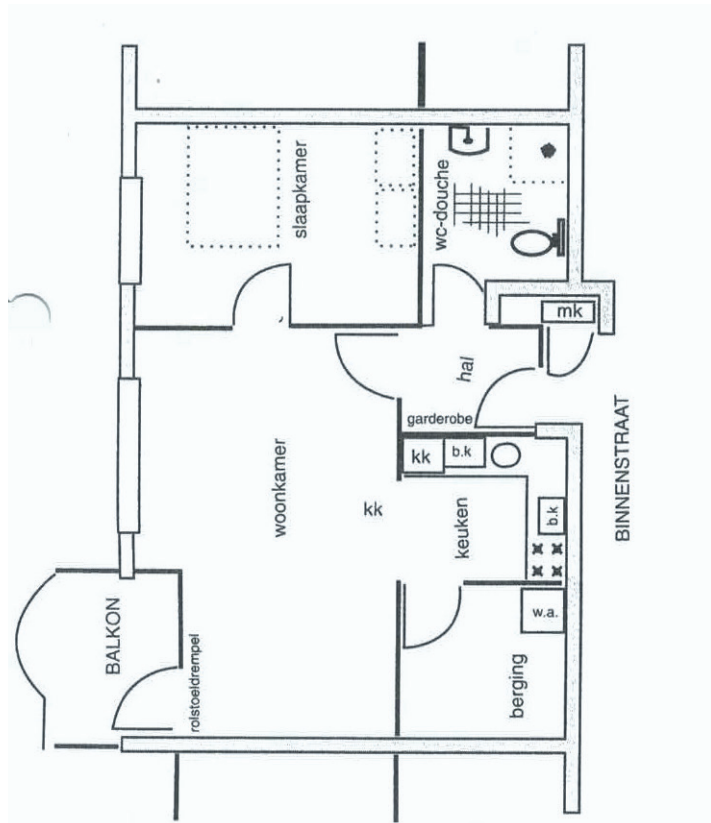 slaapkamer
wc-douche
mk
hal
garderobe
kk
b.k
woonkamer
kk
keuken
b.k
BINNENSTRAAT
BALKON
rolstoeldrempel
w.a.
berging